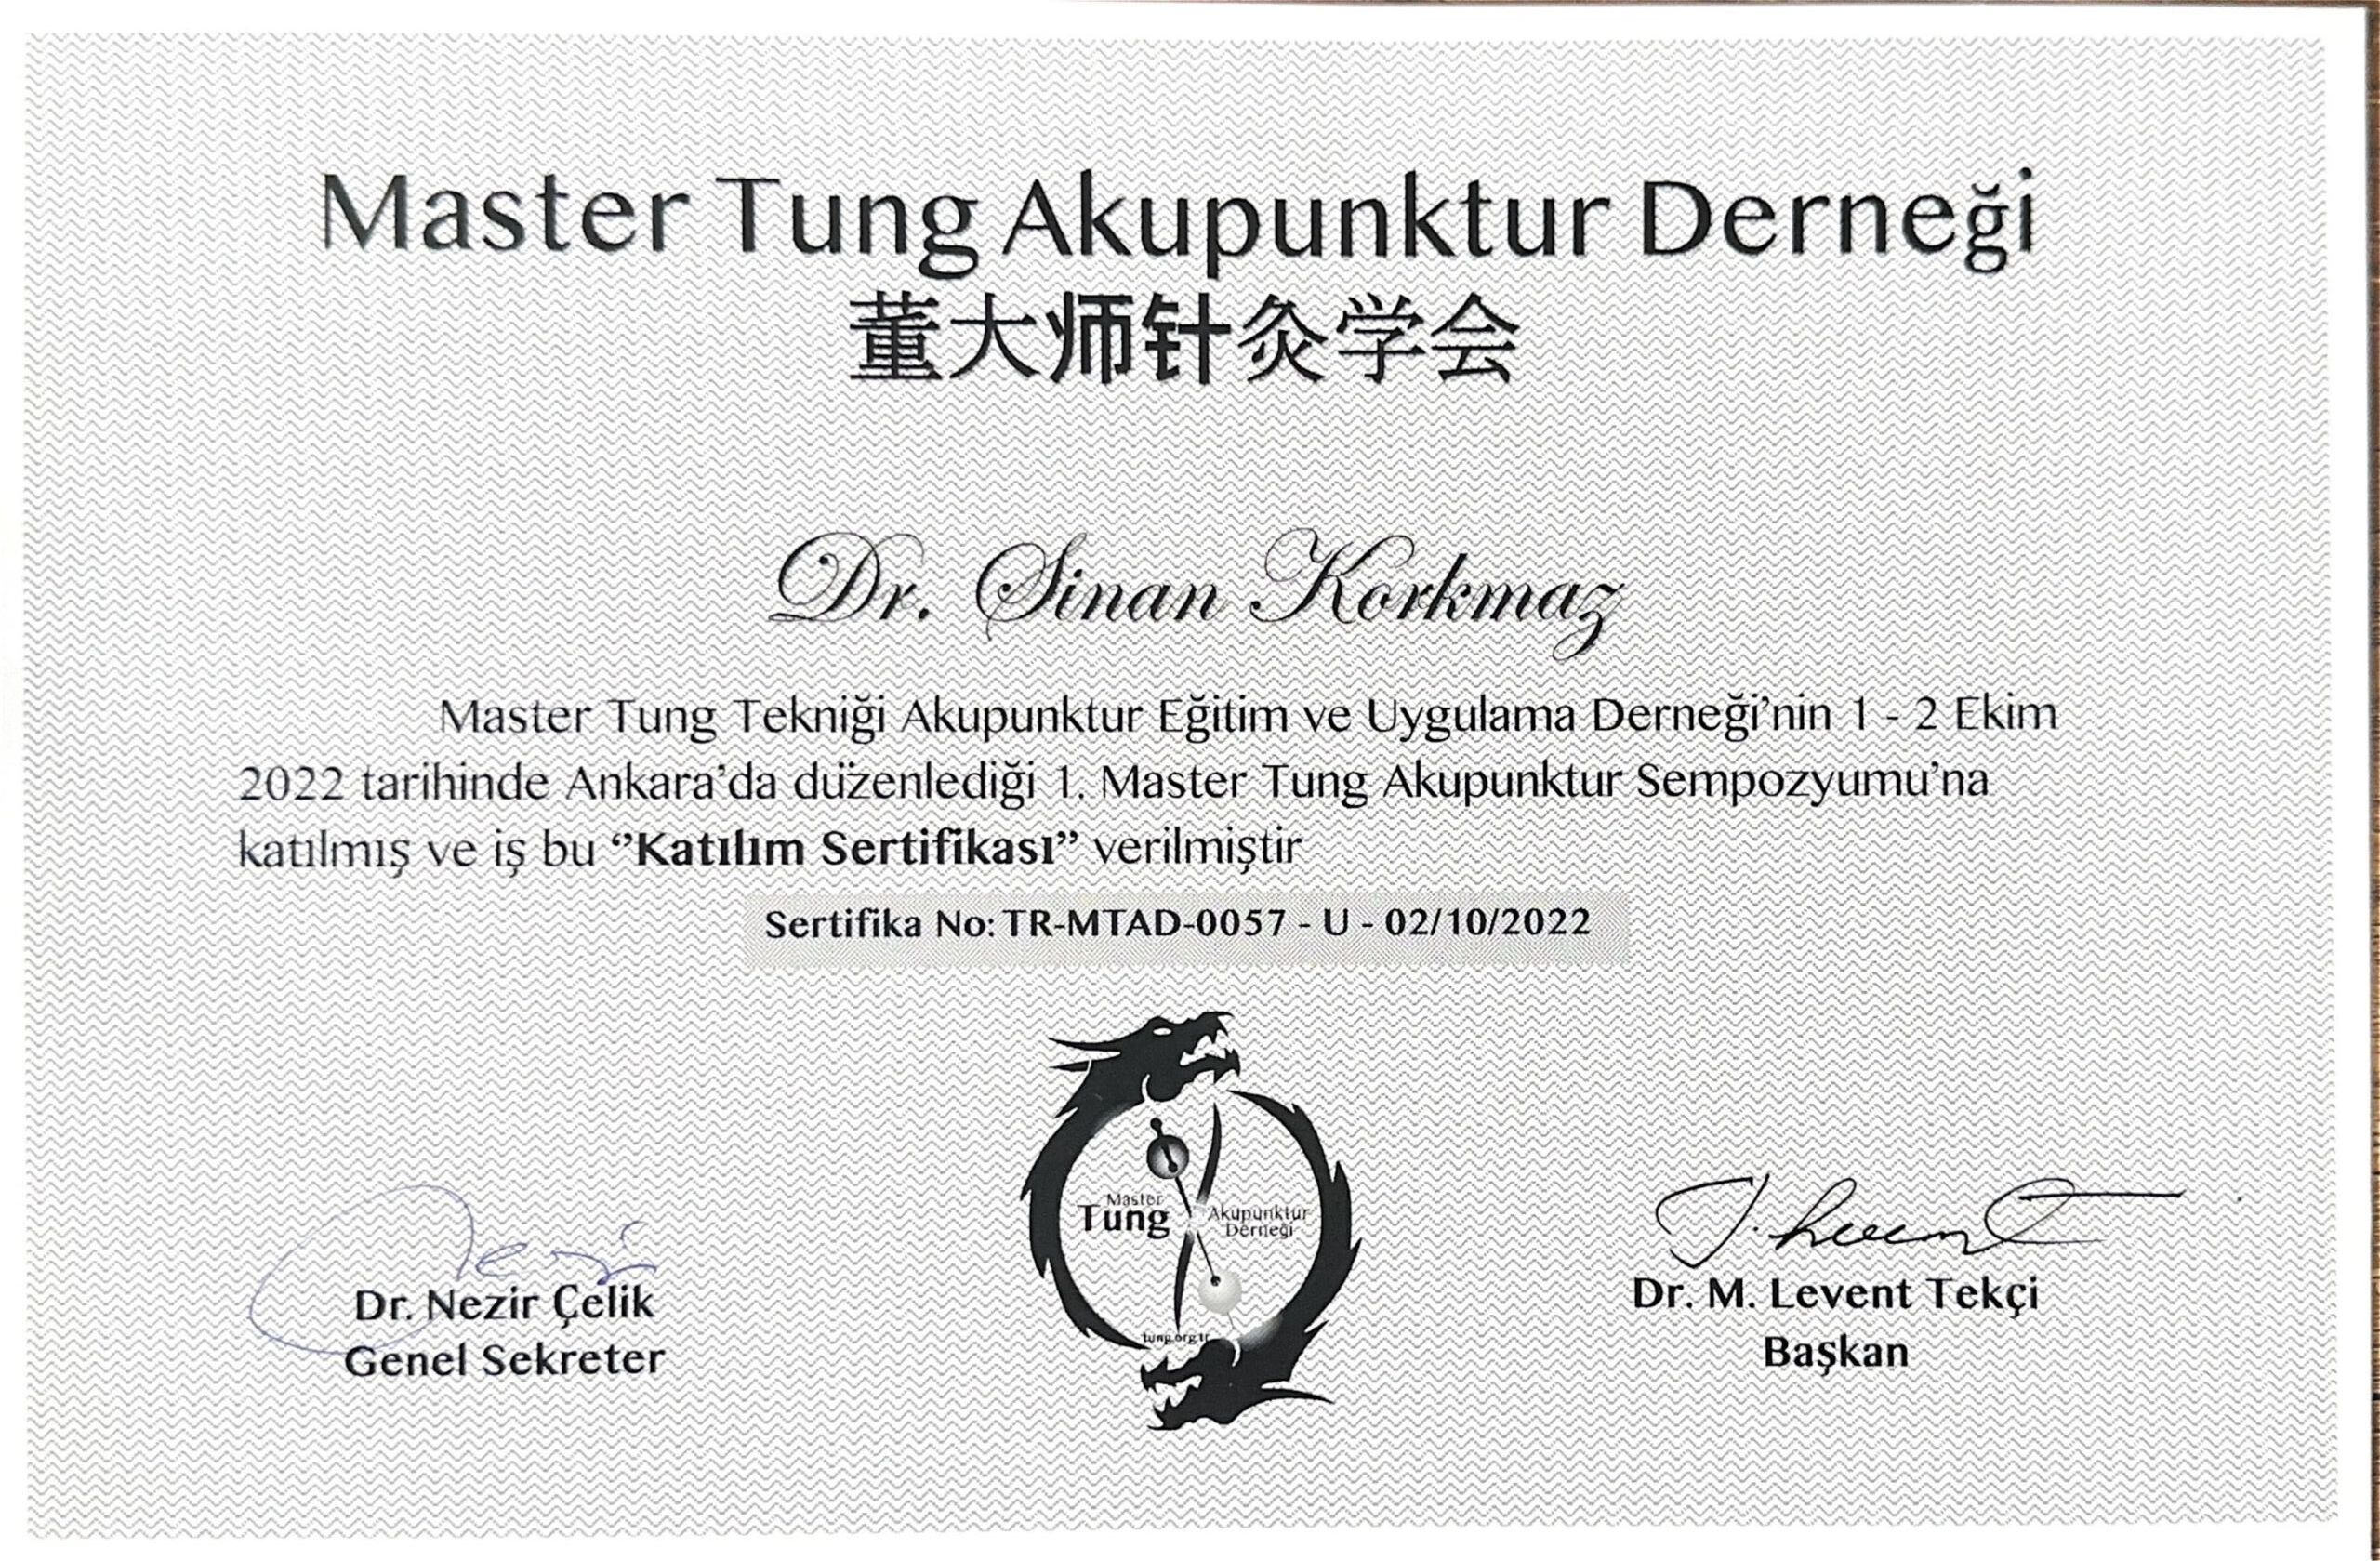 Master Tung Akupunktur Derneği
董大师针灸学会
Dr. Sinan Korkmaz
Master Tung Tekniği Akupunktur Eğitim ve Uygulama Derneği’nin 1 - 2 Ekim
2022 tarihinde Ankara’da düzenlediği 1. Master Tung Akupunktur Sempozyumu’na
katılmış ve iş bu “Katılım Sertifikası” verilmiştir
Sertifika No: TR-MTAD-0057 - U - 02/10/2022
Master
Tung
Akupunktur
Derneği
tung.org.tr
Dr. Nezir Çelik
Genel Sekreter
Dr. M. Levent Tekçi
Başkan